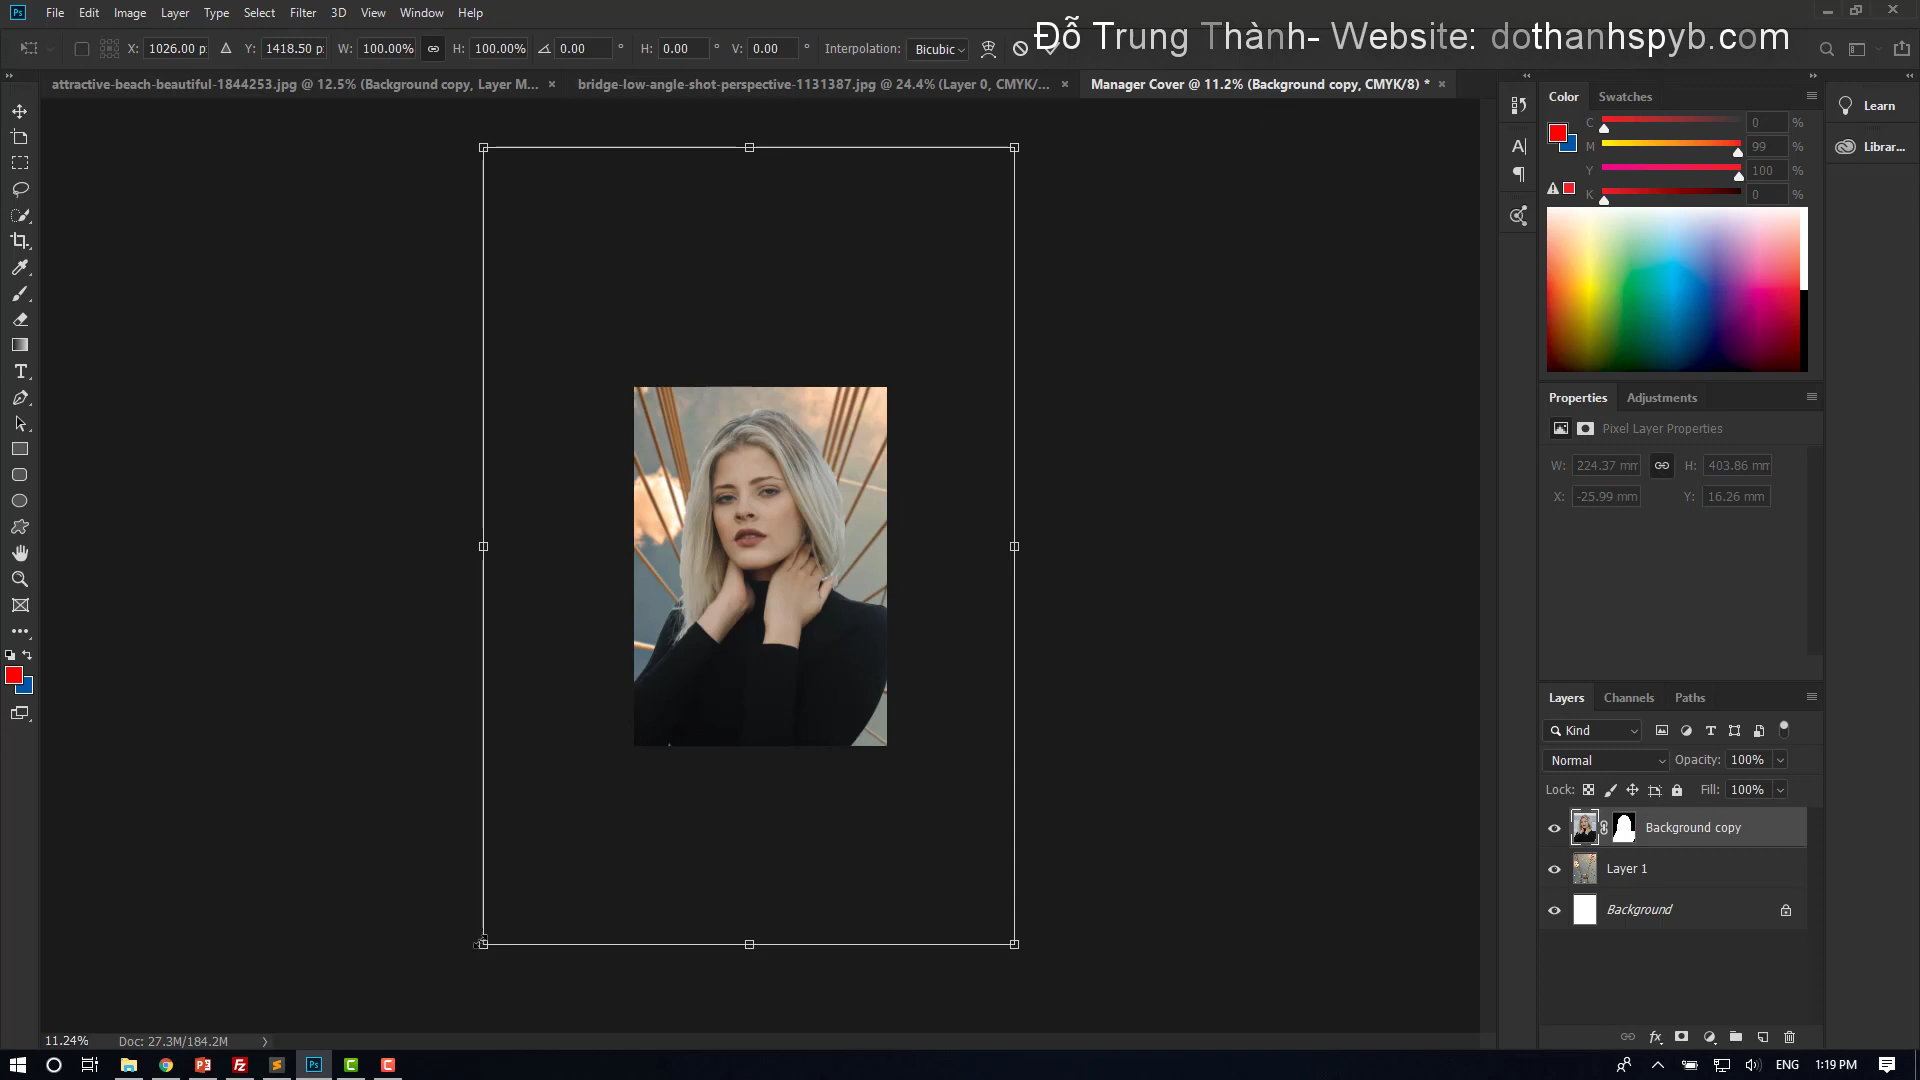 Ps File Edit Image Layer Type Select Filter 3D View Window Help
Đỗ Trung Thành- Website: dothanhspyb.com
X: 1026.00 p: Y: 1418.50 p: W: 100.00% H: 100.00% 0.00 ° H: 0.00 ° V: 0.00 ° Interpolation: Bicubic
attractive-beach-beautiful-1844253.jpg @ 12.5% (Background copy, Layer M... ×
bridge-low-angle-shot-perspective-1131387.jpg @ 24.4% (Layer 0, CMYK/... ×
Manager Cover @ 11.2% (Background copy, CMYK/8) * ×
Color Swatches
C 0 %
M 99 %
Y 100 %
K 0 %
Learn
Librar...
Properties Adjustments
Pixel Layer Properties
W: 224.37 mm H: 403.86 mm
X: -25.99 mm Y: 16.26 mm
Layers Channels Paths
Kind
Normal Opacity: 100%
Lock: Fill: 100%
Background copy
Layer 1
Background
fx
11.24% Doc: 27.3M/184.2M
ENG 1:19 PM